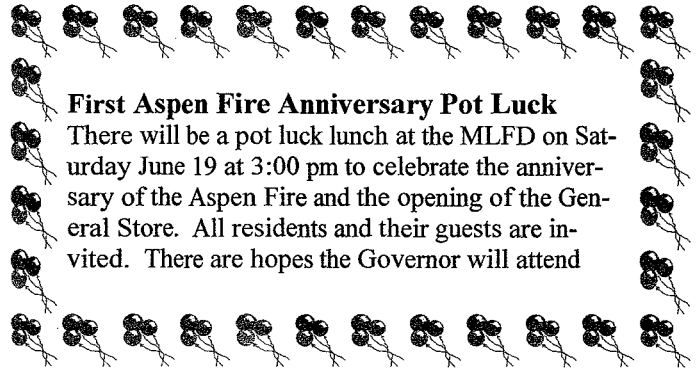 First Aspen Fire Anniversary Pot Luck
There will be a pot luck lunch at the MLFD on Sat-
urday June 19 at 3:00 pm to celebrate the anniver-
sary of the Aspen Fire and the opening of the Gen-
eral Store.  All residents and their guests are in-
vited.  There are hopes the Governor will attend